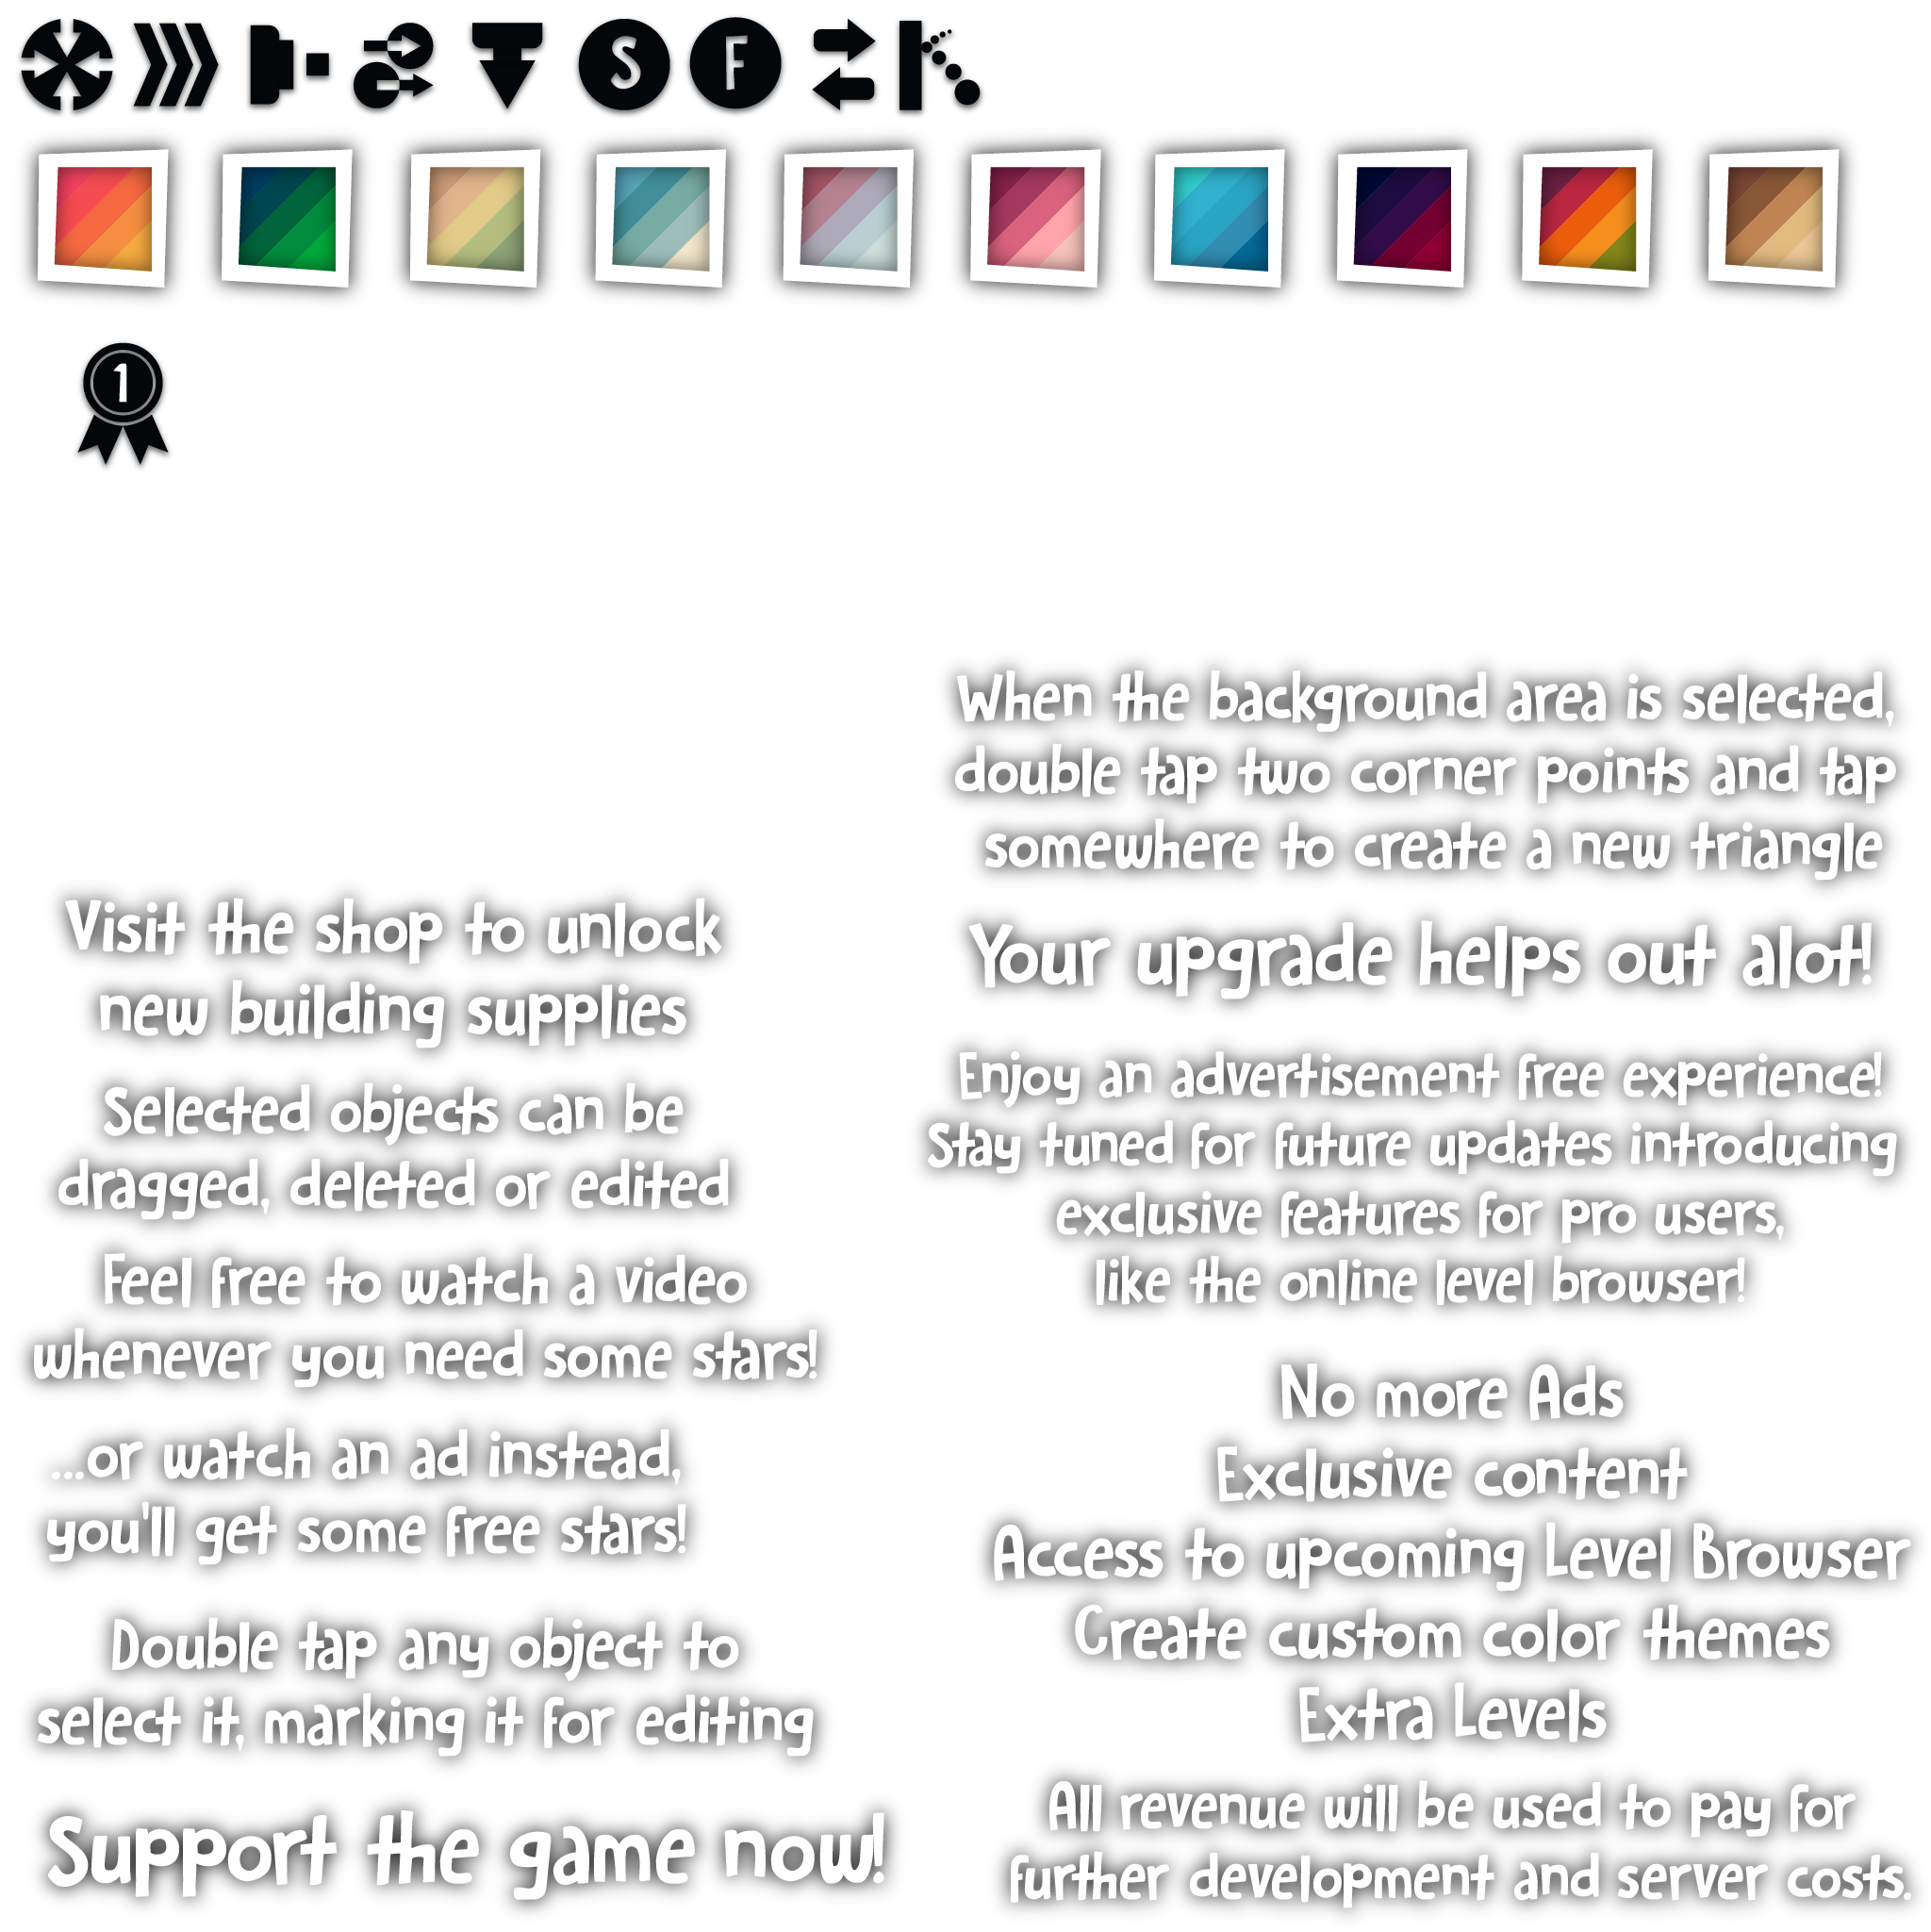 S F
1
When the background area is selected,
double tap two corner points and tap
somewhere to create a new triangle
Your upgrade helps out alot!
Visit the shop to unlock
new building supplies
Selected objects can be
dragged, deleted or edited
Feel free to watch a video
whenever you need some stars!
...or watch an ad instead,
you'll get some free stars!
Double tap any object to
select it, marking it for editing
Support the game now!
Enjoy an advertisement free experience!
Stay tuned for future updates introducing
exclusive features for pro users,
like the online level browser!
No more Ads
Exclusive content
Access to upcoming Level Browser
Create custom color themes
Extra Levels
All revenue will be used to pay for
further development and server costs.